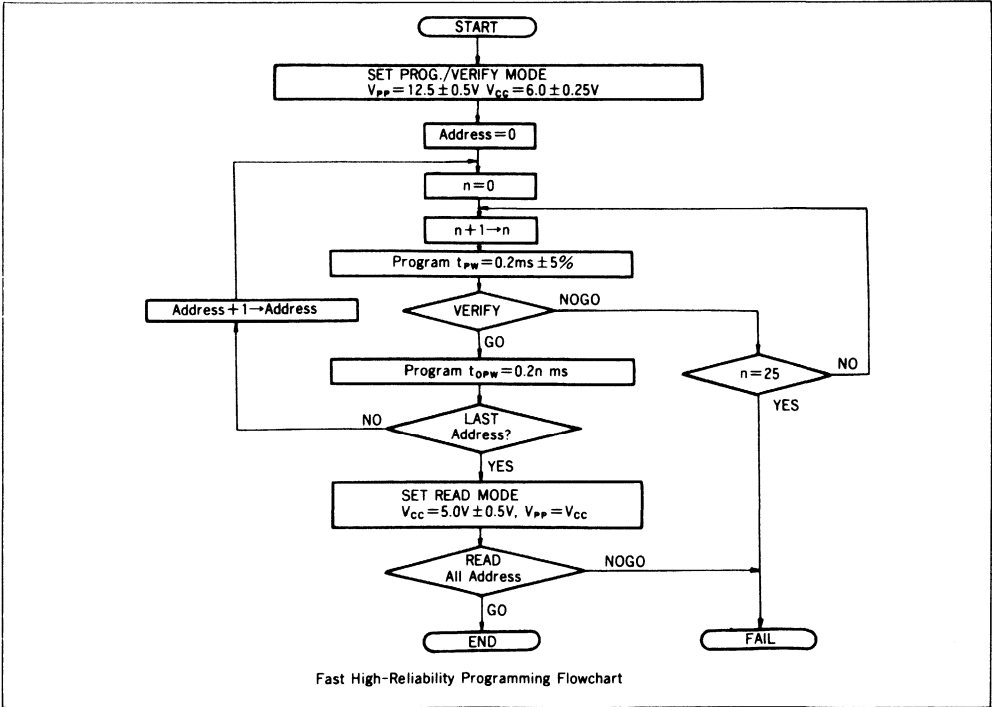 START
SET PROG./VERIFY MODE
VPP=12.5±0.5V VCC=6.0±0.25V
Address=0
n=0
n+1→n
Program tPW=0.2ms±5%
Address+1→Address
VERIFY
NOGO
GO
Program tOPW=0.2n ms
n=25
NO
YES
NO
LAST
Address?
YES
SET READ MODE
VCC=5.0V±0.5V, VPP=VCC
READ
All Address
NOGO
GO
END
FAIL
Fast High-Reliability Programming Flowchart